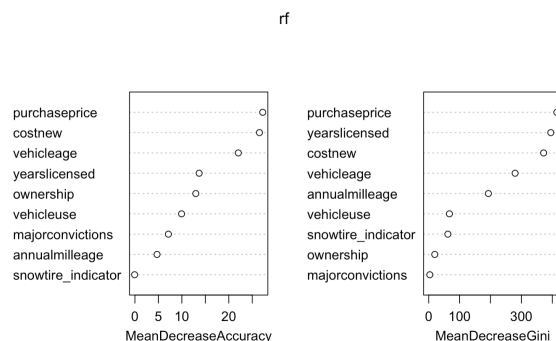 rf
purchaseprice
costnew
vehicleage
yearslicensed
ownership
vehicleuse
majorconvictions
annualmilleage
snowtire_indicator
0 5 10 20
MeanDecreaseAccuracy
purchaseprice
yearslicensed
costnew
vehicleage
annualmilleage
vehicleuse
snowtire_indicator
ownership
majorconvictions
0 100 300
MeanDecreaseGini